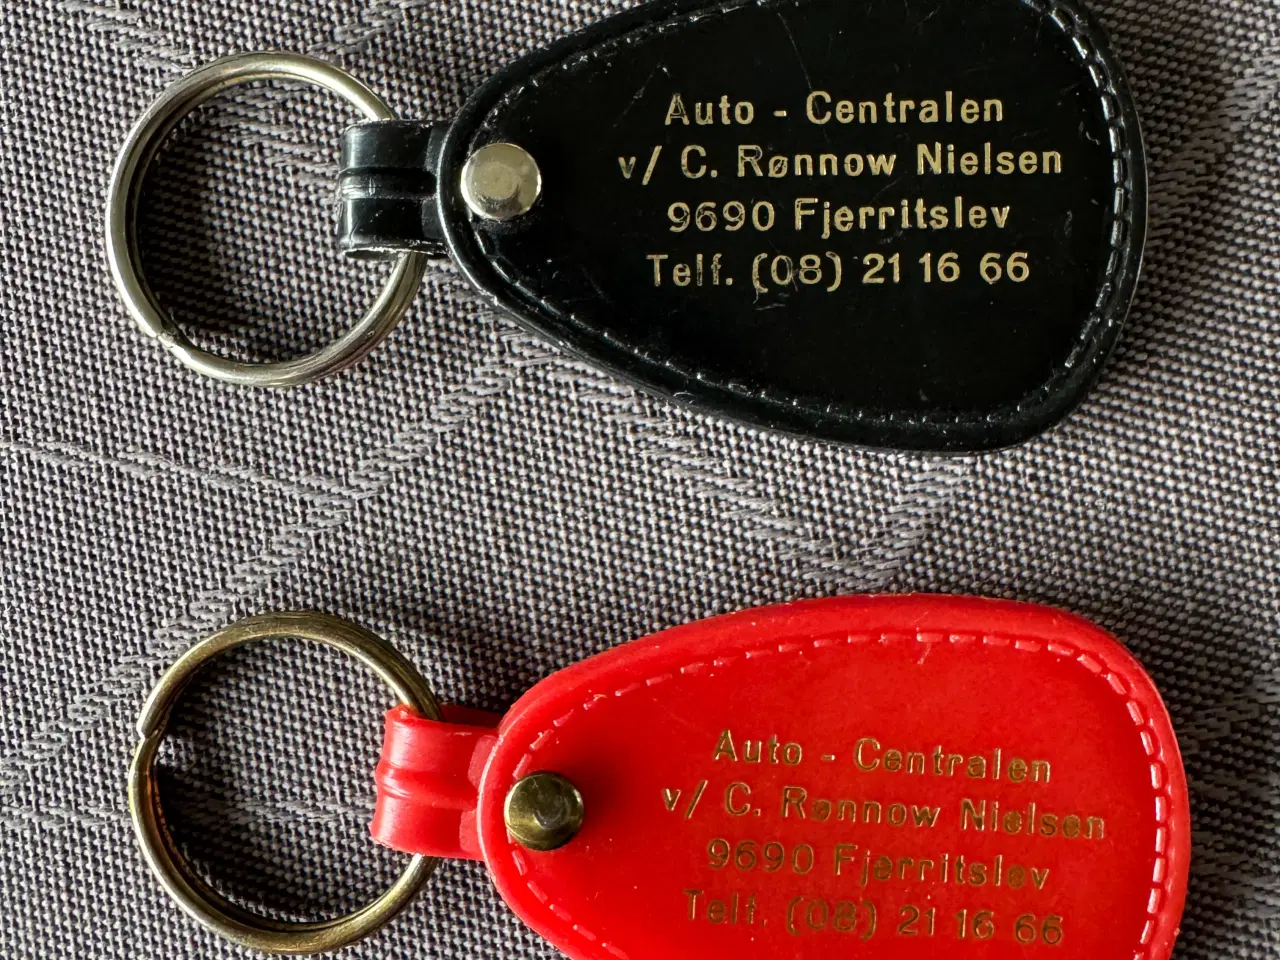 Auto - Centralen
v/ C. Rønnow Nielsen
9690 Fjerritslev
Telf. (08) 21 16 66
Auto - Centralen
v/ C. Rønnow Nielsen
9690 Fjerritslev
Telf. (08) 21 16 66